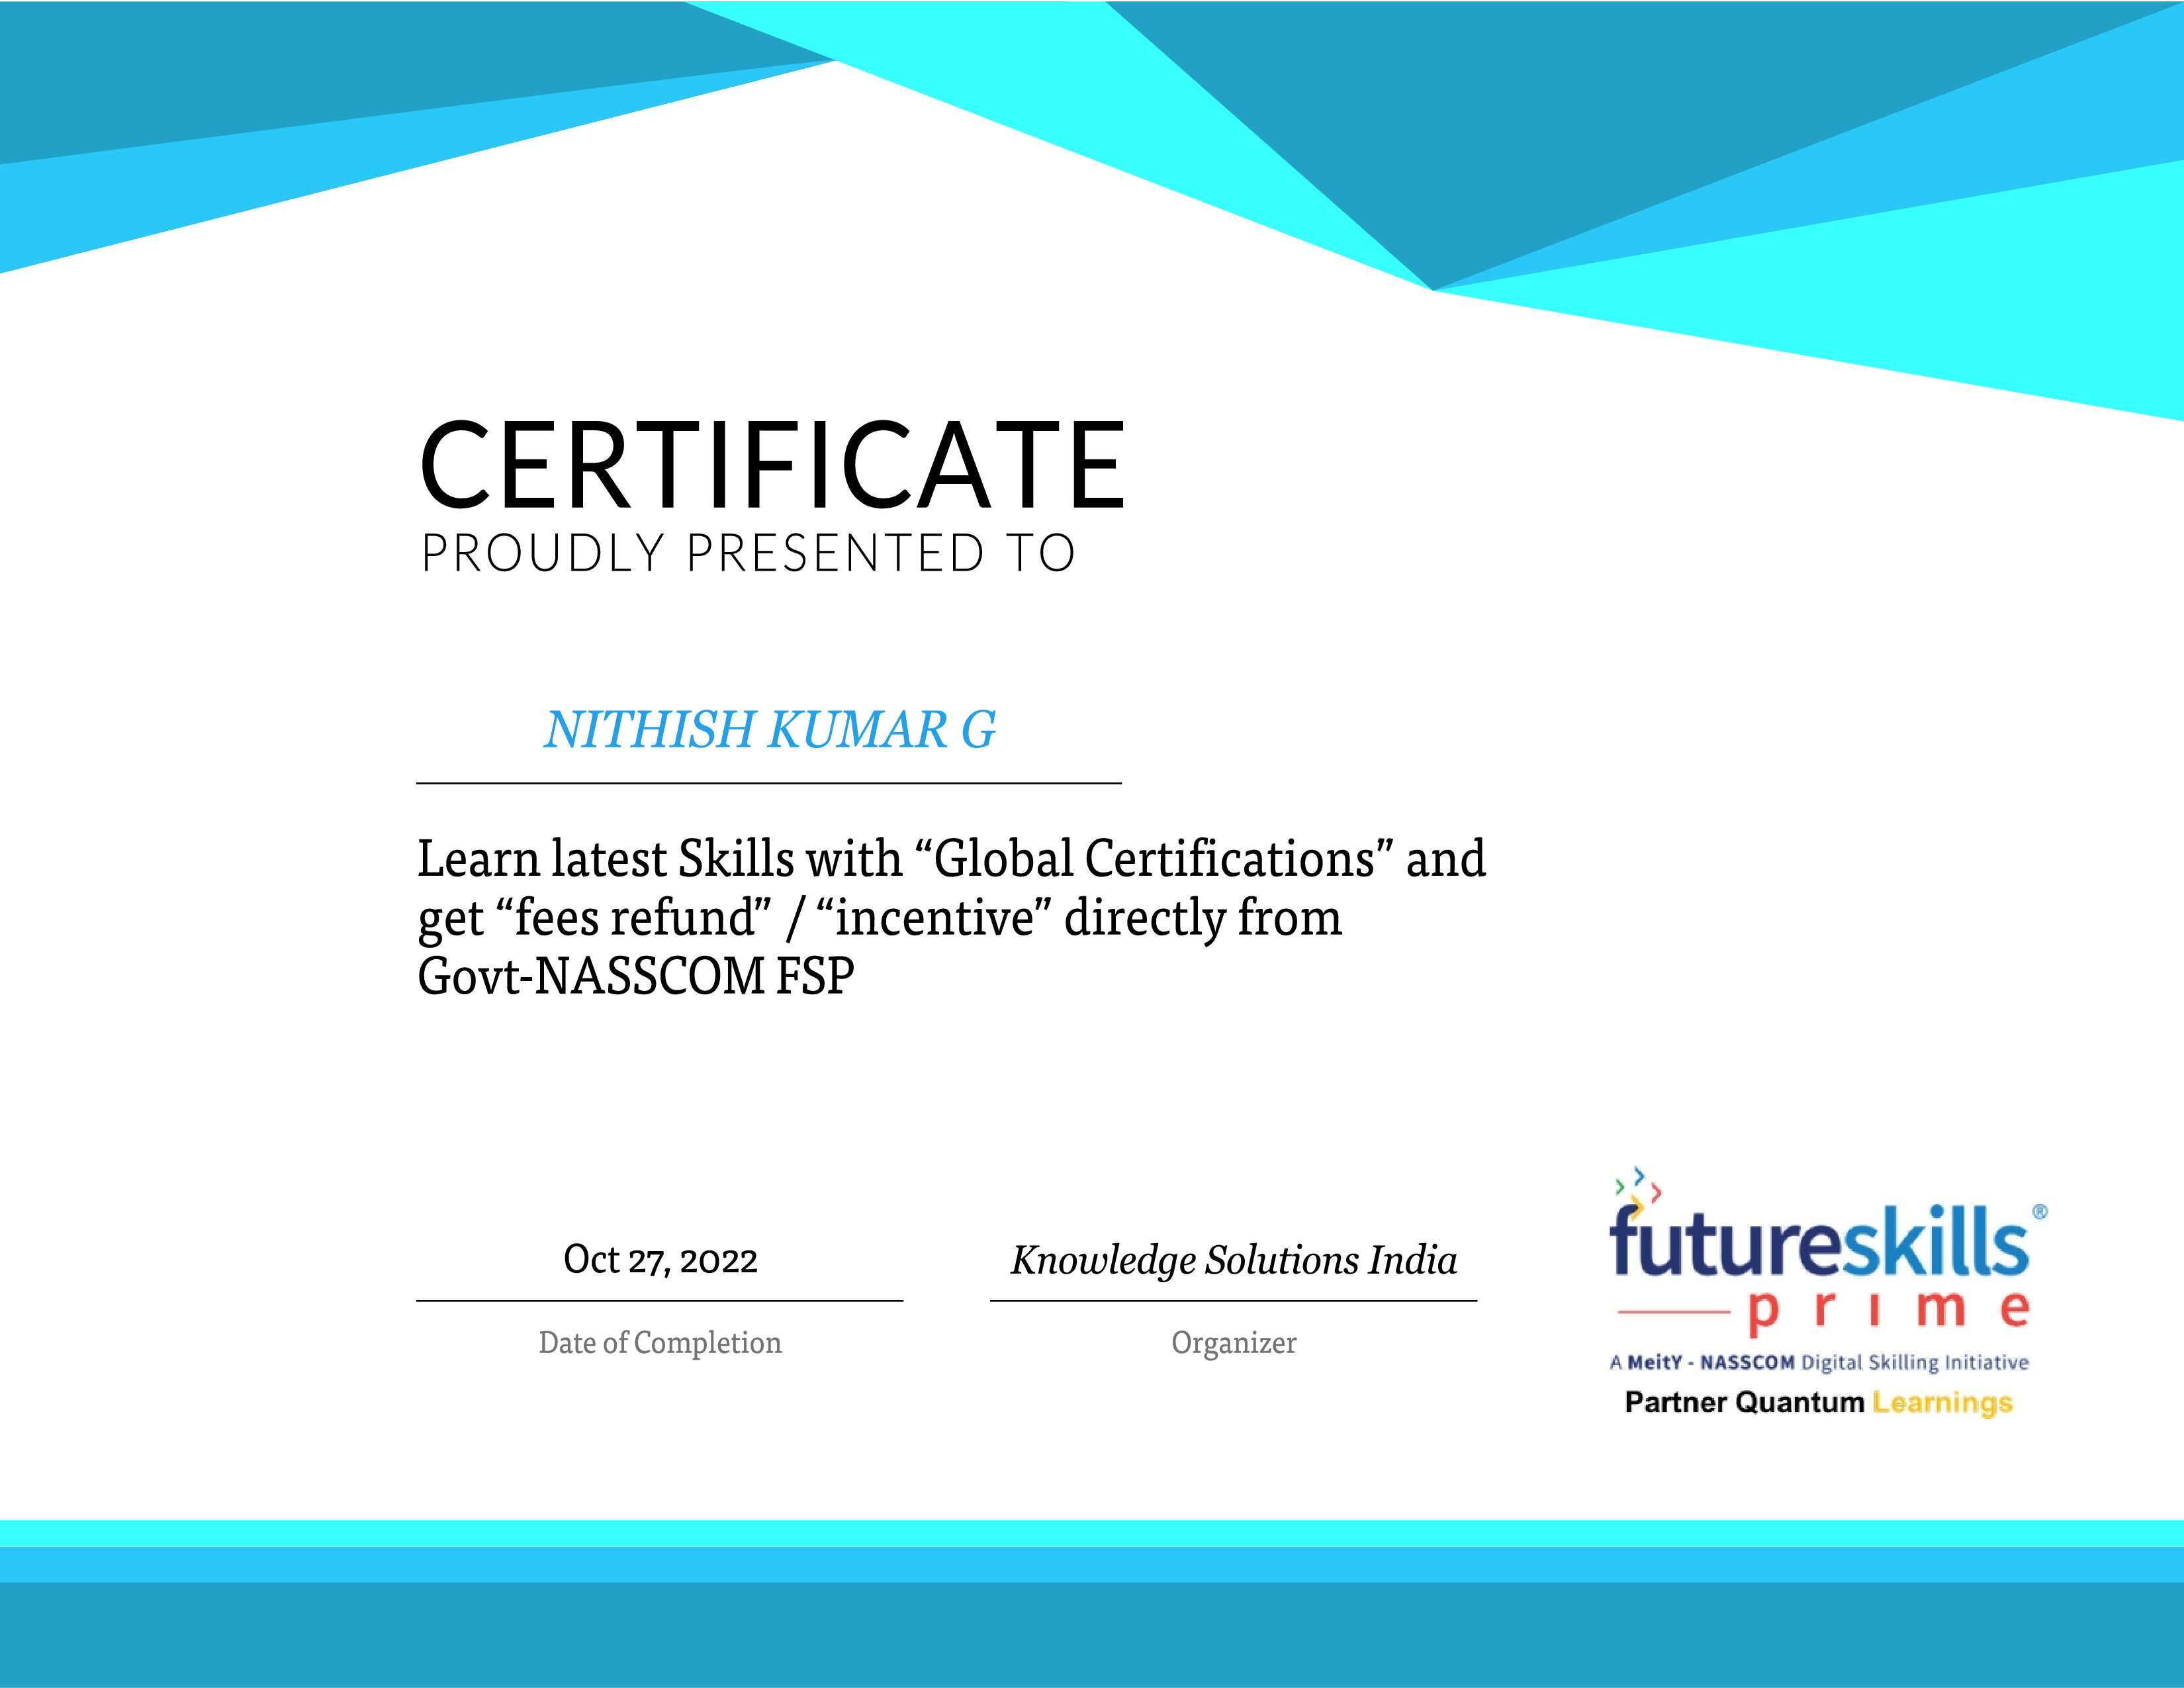 CERTIFICATE
PROUDLY PRESENTED TO
NITHISH KUMAR G
Learn latest Skills with “Global Certifications” and
get “fees refund” / “incentive” directly from
Govt-NASSCOM FSP
Oct 27, 2022
Date of Completion
Knowledge Solutions India
Organizer
futureskills®
prime
A MeitY - NASSCOM Digital Skilling Initiative
Partner Quantum Learnings